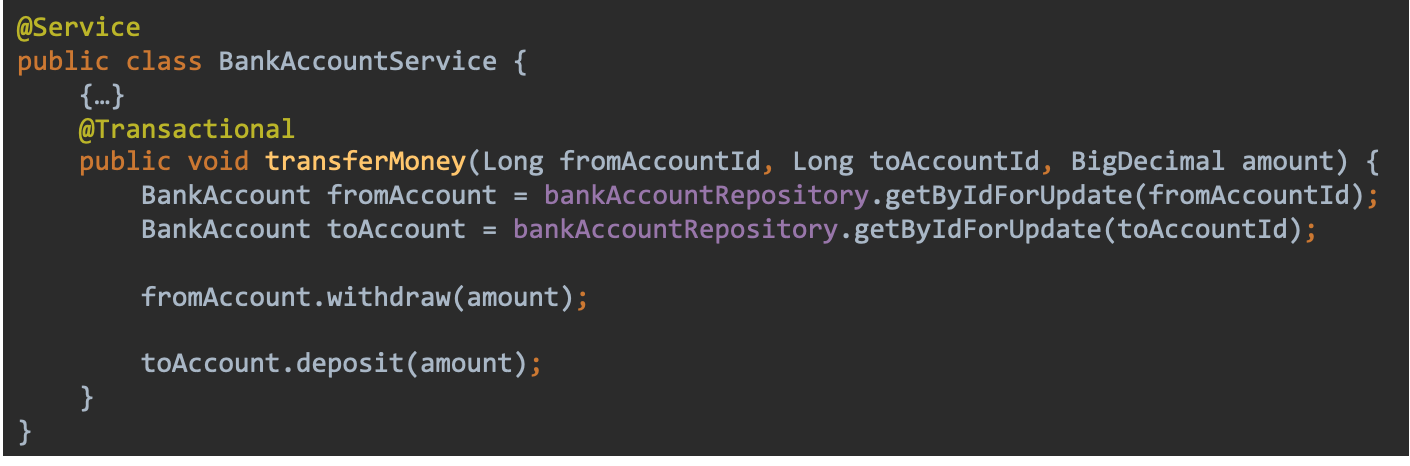 @Service
public class BankAccountService {
{…}
@Transactional
public void transferMoney(Long fromAccountId, Long toAccountId, BigDecimal amount) {
BankAccount fromAccount = bankAccountRepository.getByIdForUpdate(fromAccountId);
BankAccount toAccount = bankAccountRepository.getByIdForUpdate(toAccountId);
fromAccount.withdraw(amount);
toAccount.deposit(amount);
}
}